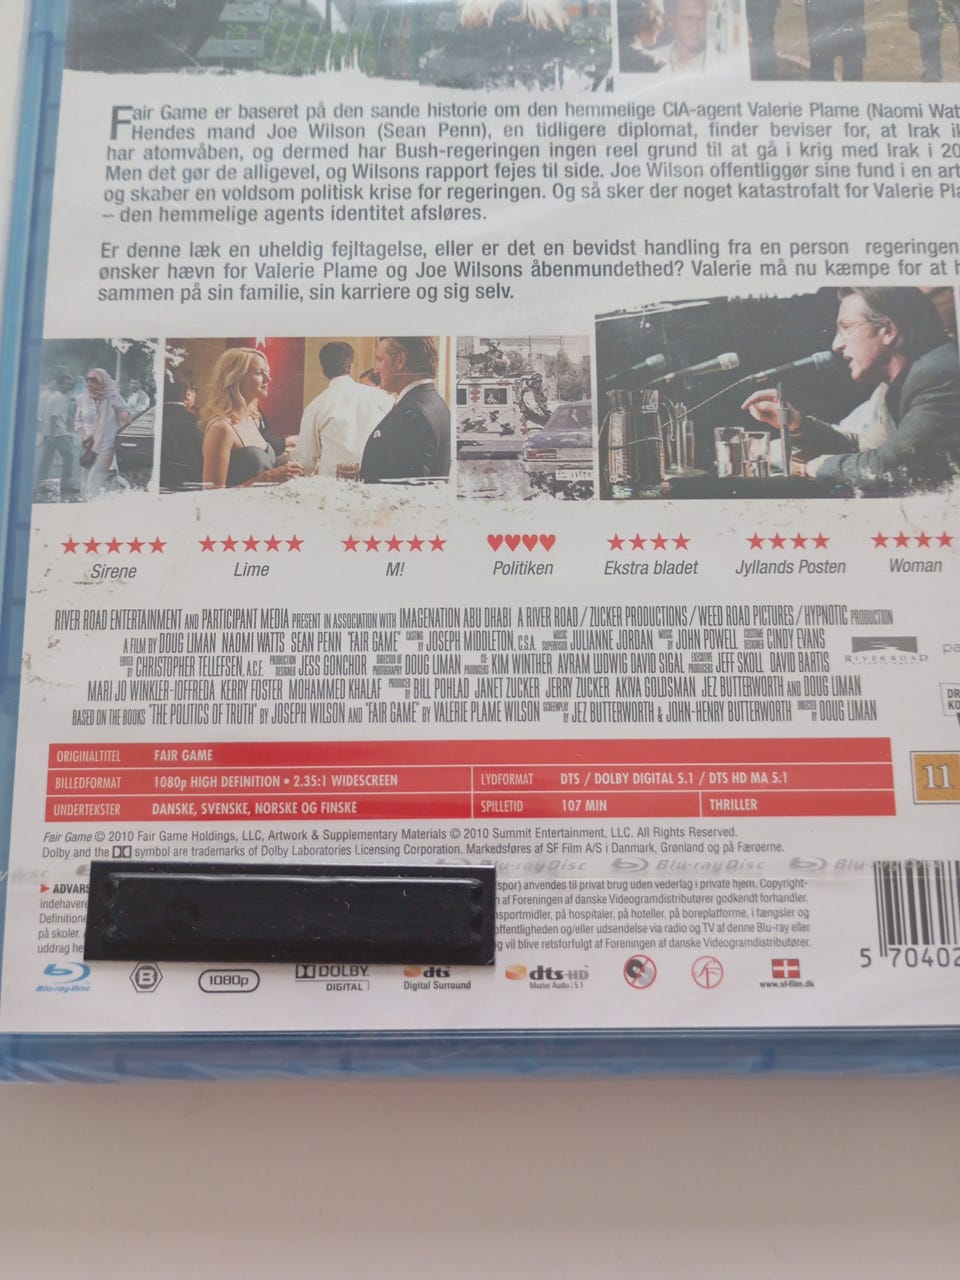 Fair Game er baseret på den sande historie om den hemmelige CIA-agent Valerie Plame (Naomi
Hendes mand Joe Wilson (Sean Penn), en tidligere diplomat, finder beviser for, at Irak
har atomvåben, og dermed har Bush-regeringen ingen reel grund til at gå i krig med Irak i
Men det gør de alligevel, og Wilsons rapport fejes til side. Joe Wilson offentliggør sine fund i en
og skaber en voldsom politisk krise for regeringen. Og så sker der noget katastrofalt for Valerie
– den hemmelige agents identitet afsløres.
Er denne læk en uheldig fejltagelse, eller er det en bevidst handling fra en person regeringen
ønsker hævn for Valerie Plame og Joe Wilsons åbenmundethed? Valerie må nu kæmpe for at
sammen på sin familie, sin karriere og sig selv.
★★★★★ ★★★★★ ★★★★★ ♥♥♥♥ ★★★★ ★★★★ ★★★★
Sirene Lime M! Politiken Ekstra bladet Jyllands Posten Woman
RIVER ROAD ENTERTAINMENT AND PARTICIPANT MEDIA PRESENT IN ASSOCIATION WITH IMAGENATION ABU DHABI A RIVER ROAD / ZUCKER PRODUCTIONS / WEED ROAD PICTURES / HYPNOTIC PRODUCTION
A FILM BY DOUG LIMAN NAOMI WATTS SEAN PENN "FAIR GAME" CASTING BY JOSEPH MIDDLETON, C.S.A. MUSIC SUPERVISOR JULIANNE JORDAN MUSIC BY JOHN POWELL COSTUME DESIGNER CINDY EVANS
EDITED BY CHRISTOPHER TELLEFSEN, A.C.E. PRODUCTION DESIGNER JESS GONCHOR DIRECTOR OF PHOTOGRAPHY DOUG LIMAN CO-PRODUCERS KIM WINTHER AVRAM LUDWIG DAVID SIGAL EXECUTIVE PRODUCERS JEFF SKOLL DAVID BARTIS
MARI JO WINKLER-IOFFREDA KERRY FOSTER MOHAMMED KHALAF PRODUCED BY BILL POHLAD JANET ZUCKER JERRY ZUCKER AKIVA GOLDSMAN JEZ BUTTERWORTH AND DOUG LIMAN
BASED ON THE BOOKS "THE POLITICS OF TRUTH" BY JOSEPH WILSON AND "FAIR GAME" BY VALERIE PLAME WILSON SCREENPLAY BY JEZ BUTTERWORTH & JOHN-HENRY BUTTERWORTH DIRECTED BY DOUG LIMAN
RIVER ROAD
ENTERTAINMENT
ORIGINALTITEL FAIR GAME
BILLEDFORMAT 1080p HIGH DEFINITION • 2.35:1 WIDESCREEN LYDFORMAT DTS / DOLBY DIGITAL 5.1 / DTS HD MA 5.1
UNDERTEKSTER DANSKE, SVENSKE, NORSKE OG FINSKE SPILLETID 107 MIN THRILLER
11
Fair Game © 2010 Fair Game Holdings, LLC, Artwork & Supplementary Materials © 2010 Summit Entertainment, LLC. All Rights Reserved.
Dolby and the symbol are trademarks of Dolby Laboratories Licensing Corporation. Markedsføres af SF Film A/S i Danmark, Grønland og på Færøerne.
Blu-ray Disc Blu-ray Disc
spor) anvendes til privat brug uden vederlag i private hjem. Copyright-
indehavere af Foreningen af danske Videogramdistributører godkendt forhandler.
Definitione sportmidler, på hospitaler, på hoteller, på boreplatforme, i fængsler og
på skoler. offentligheden og/eller udsendelse via radio og TV af denne Blu-ray eller
uddrag og vil blive retsforfulgt af Foreningen af danske Videogramdistributører.
5 70402
Blu-ray Disc B 1080p DOLBY DIGITAL dts Digital Surround dts-HD Master Audio | 5.1 SF www.sf-film.dk